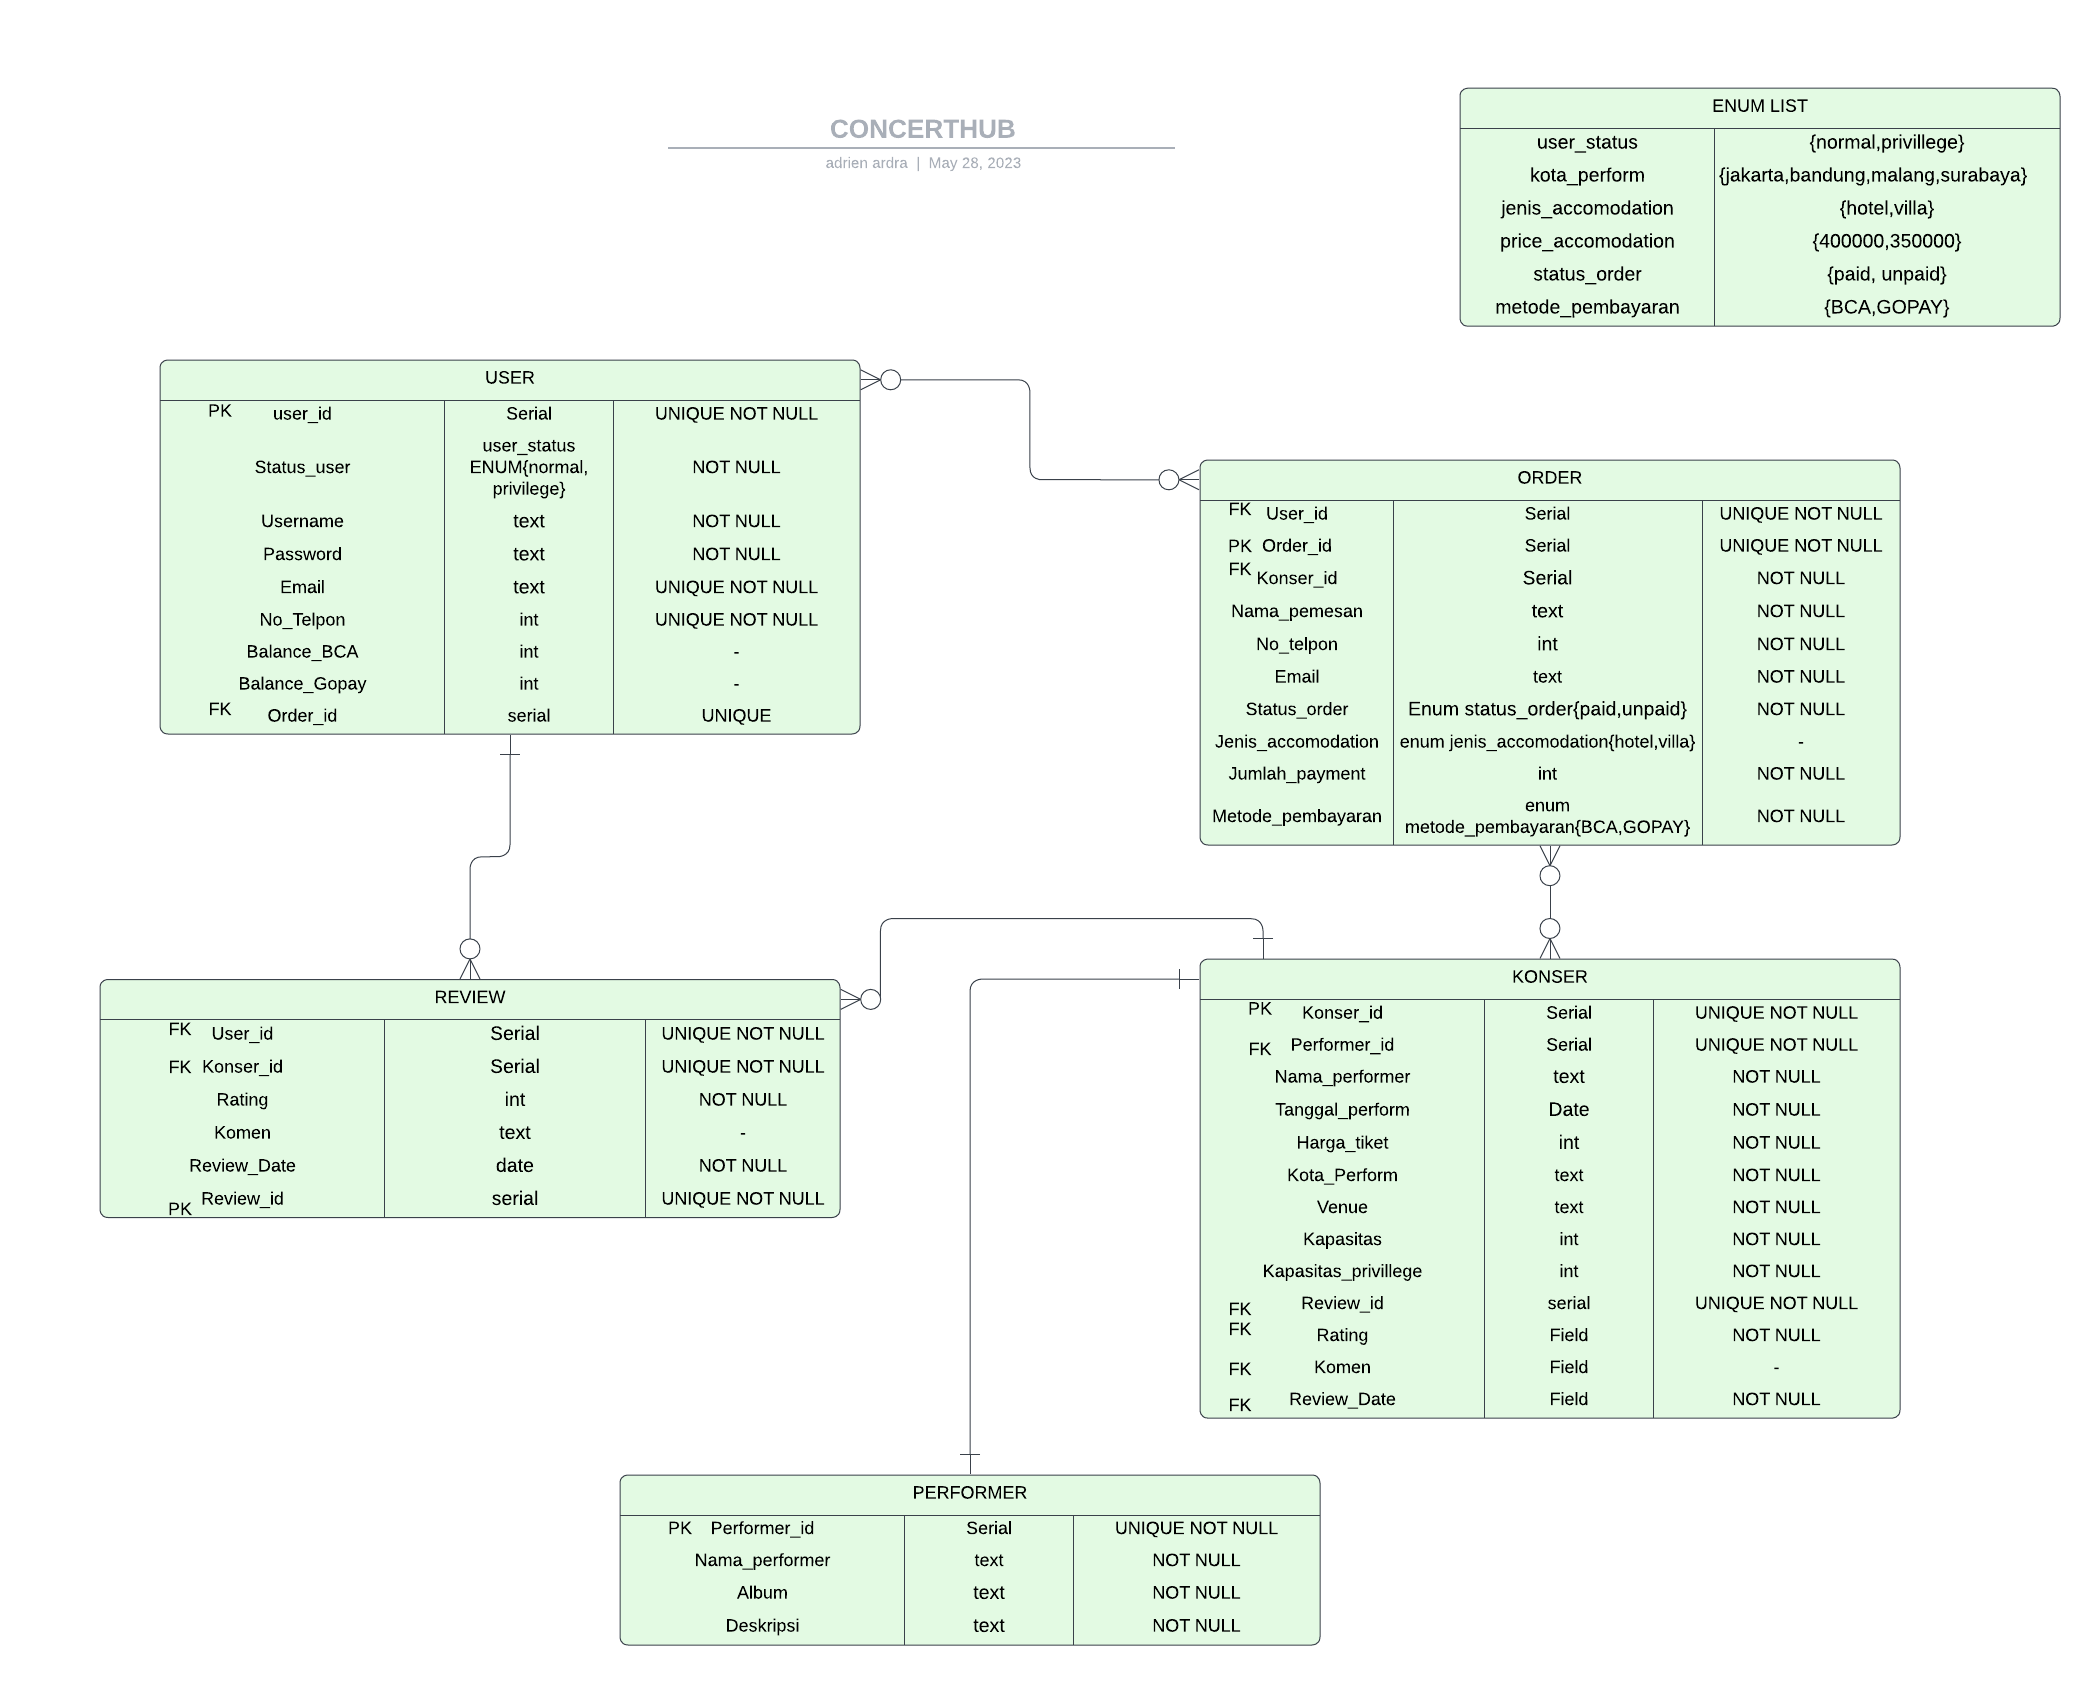 CONCERTHUB
adrien ardra | May 28, 2023
ENUM LIST
user_status {normal,privillege}
kota_perform {jakarta,bandung,malang,surabaya}
jenis_accomodation {hotel,villa}
price_accomodation {400000,350000}
status_order {paid, unpaid}
metode_pembayaran {BCA,GOPAY}
USER
PK user_id Serial UNIQUE NOT NULL
Status_user user_status ENUM{normal, privilege} NOT NULL
Username text NOT NULL
Password text NOT NULL
Email text UNIQUE NOT NULL
No_Telpon int UNIQUE NOT NULL
Balance_BCA int -
Balance_Gopay int -
FK Order_id serial UNIQUE
ORDER
FK User_id Serial UNIQUE NOT NULL
PK Order_id Serial UNIQUE NOT NULL
FK Konser_id Serial NOT NULL
Nama_pemesan text NOT NULL
No_telpon int NOT NULL
Email text NOT NULL
Status_order Enum status_order{paid,unpaid} NOT NULL
Jenis_accomodation enum jenis_accomodation{hotel,villa} -
Jumlah_payment int NOT NULL
Metode_pembayaran enum metode_pembayaran{BCA,GOPAY} NOT NULL
REVIEW
FK User_id Serial UNIQUE NOT NULL
FK Konser_id Serial UNIQUE NOT NULL
Rating int NOT NULL
Komen text -
Review_Date date NOT NULL
PK Review_id serial UNIQUE NOT NULL
KONSER
PK Konser_id Serial UNIQUE NOT NULL
FK Performer_id Serial UNIQUE NOT NULL
Nama_performer text NOT NULL
Tanggal_perform Date NOT NULL
Harga_tiket int NOT NULL
Kota_Perform text NOT NULL
Venue text NOT NULL
Kapasitas int NOT NULL
Kapasitas_privillege int NOT NULL
FK Review_id serial UNIQUE NOT NULL
FK Rating Field NOT NULL
FK Komen Field -
FK Review_Date Field NOT NULL
PERFORMER
PK Performer_id Serial UNIQUE NOT NULL
Nama_performer text NOT NULL
Album text NOT NULL
Deskripsi text NOT NULL